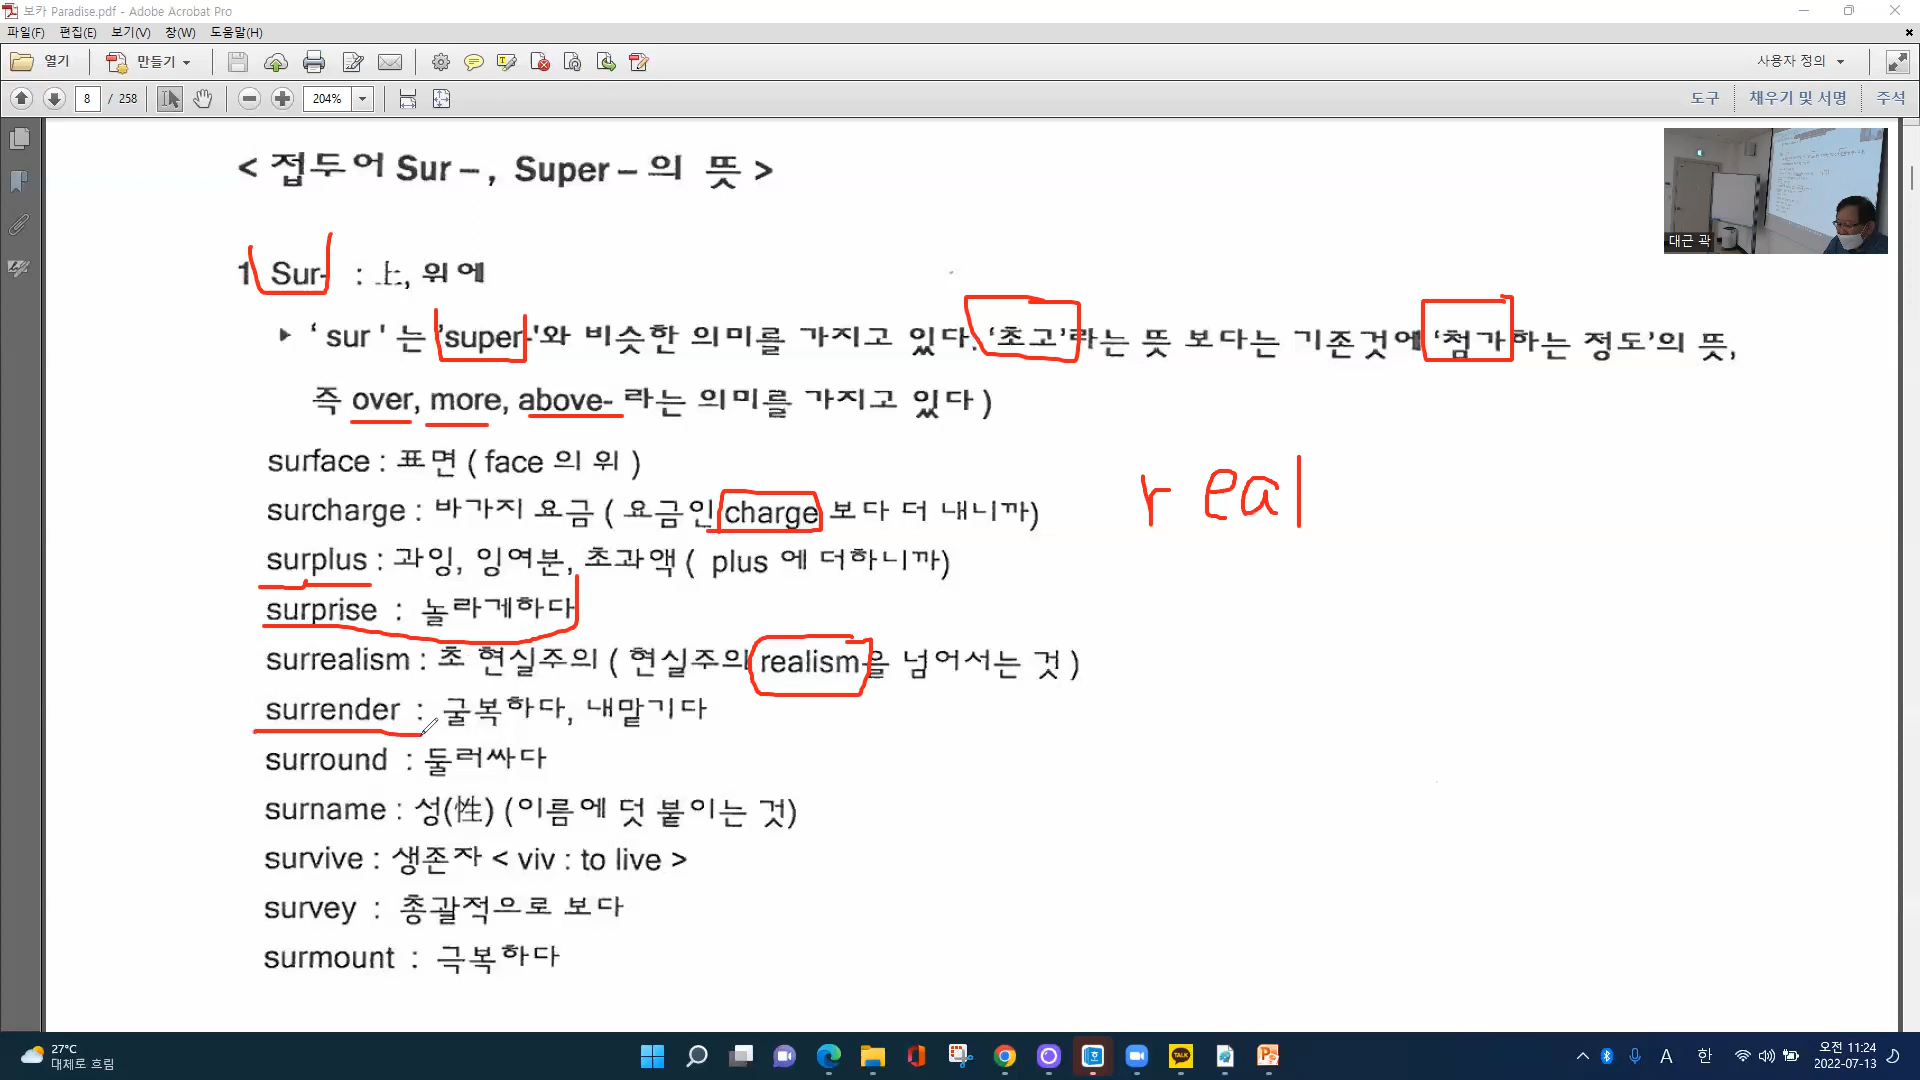 보카 Paradise.pdf - Adobe Acrobat Pro
파일(F) 편집(E) 보기(V) 창(W) 도움말(H)
열기 만들기 사용자 정의
8 / 258 204% 도구 채우기 및 서명 주석
< 접두어 Sur – , Super – 의 뜻 >
대근 곽
1 Sur- : 上, 위에
▶ ‘ sur ' 는 'super-'와 비슷한 의미를 가지고 있다. ‘초고’라는 뜻 보다는 기존것에 ‘첨가하는 정도’의 뜻,
즉 over, more, above- 라는 의미를 가지고 있다 )
surface : 표면 ( face 의 위 )
surcharge : 바가지 요금 ( 요금인 charge 보다 더 내니까)
real
surplus : 과잉, 잉여분, 초과액 ( plus 에 더하니까)
surprise : 놀라게하다
surrealism : 초 현실주의 ( 현실주의 realism을 넘어서는 것 )
surrender : 굴복하다, 내맡기다
surround : 둘러싸다
surname : 성(性) (이름에 덧 붙이는 것)
survive : 생존자 < viv : to live >
survey : 총괄적으로 보다
surmount : 극복하다
27°C
대체로 흐림
TALK
A 한 오전 11:24
2022-07-13